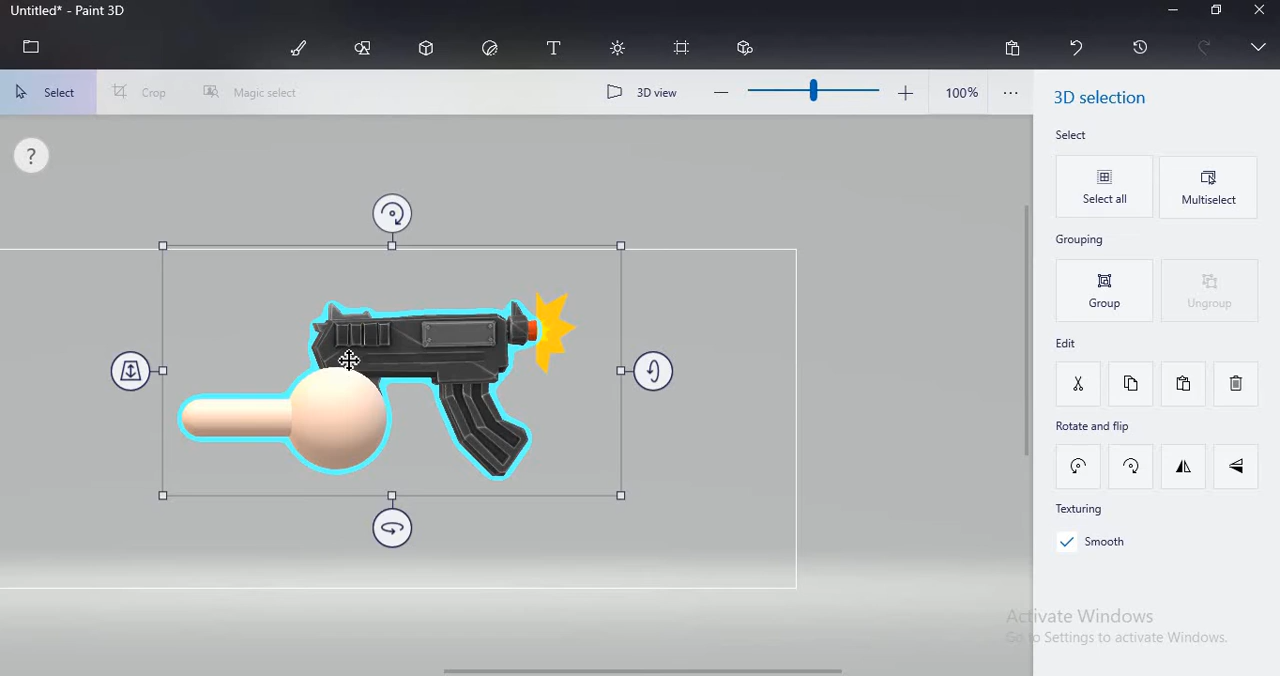 Untitled* - Paint 3D
Select
Crop
Magic select
3D view
100%
3D selection
Select
Select all
Multiselect
Grouping
Group
Ungroup
Edit
Rotate and flip
Texturing
Smooth
Activate Windows
Go to Settings to activate Windows.
?
T